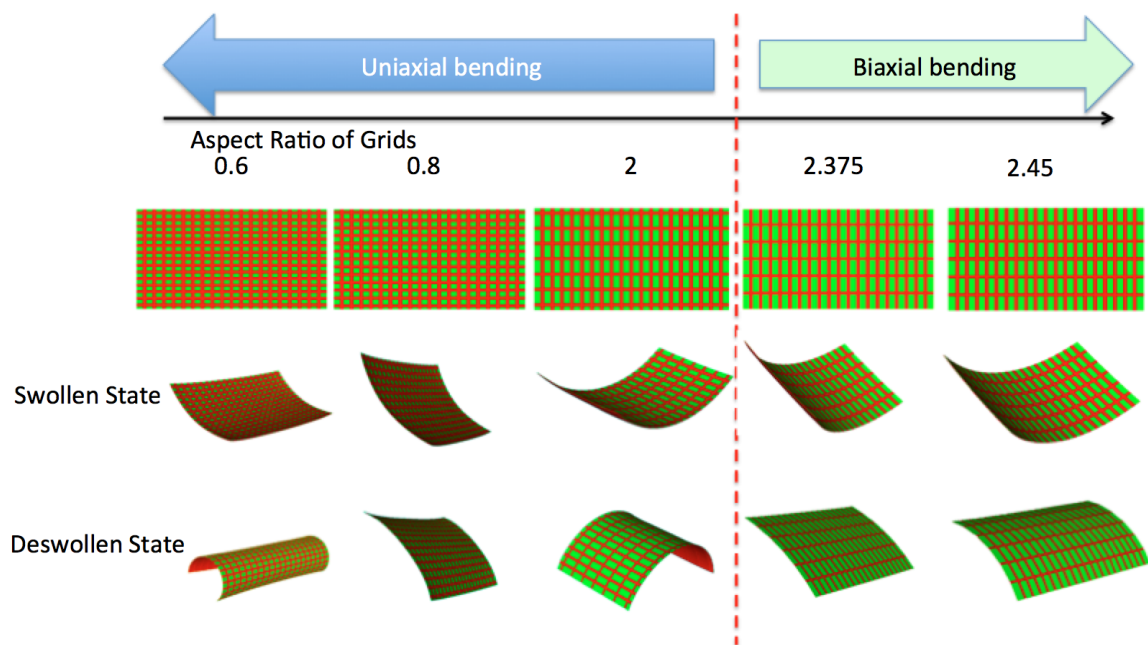 Uniaxial bending
Biaxial bending
Aspect Ratio of Grids
0.6
0.8
2
2.375
2.45
Swollen State
Deswollen State